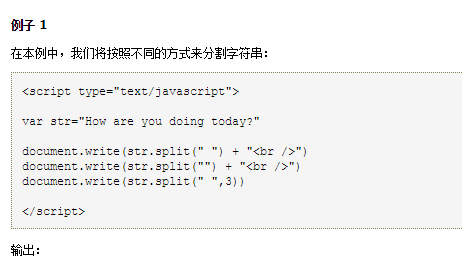 例子 1
在本例中，我们将按照不同的方式来分割字符串：
<script type="text/javascript">
var str="How are you doing today?"
document.write(str.split(" ") + "<br />")
document.write(str.split("") + "<br />")
document.write(str.split(" ",3))
</script>
输出：